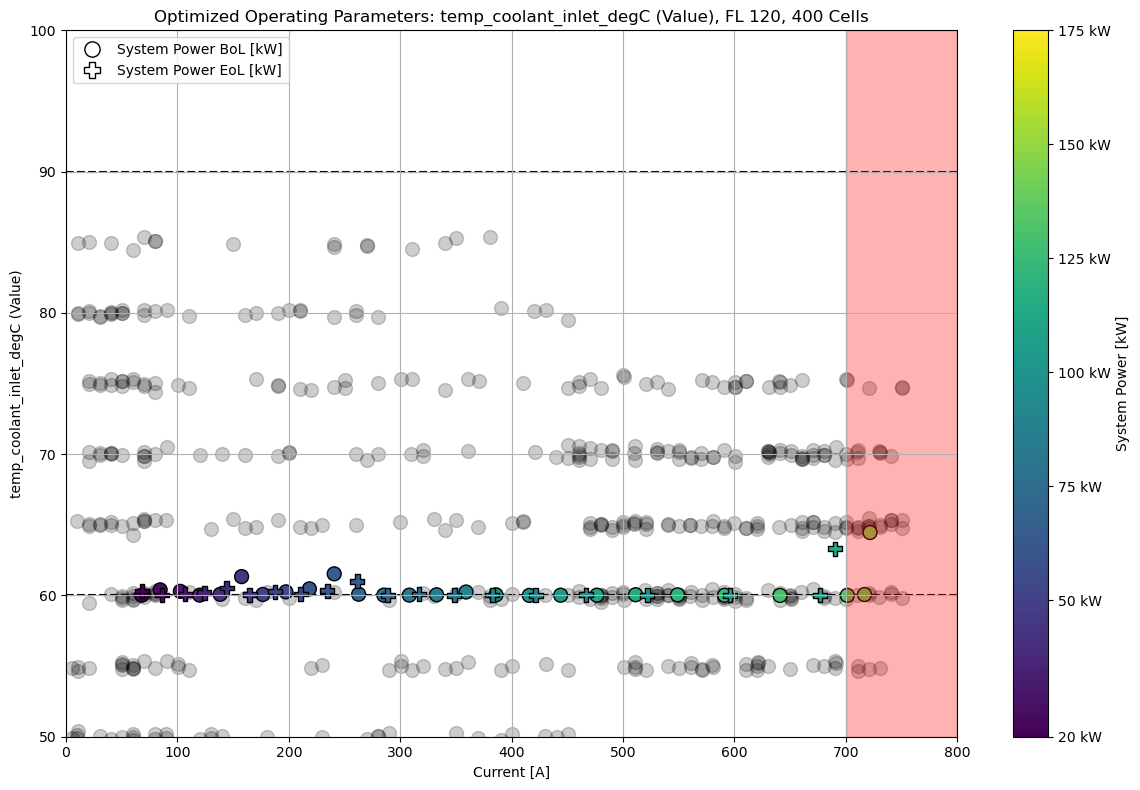 Optimized Operating Parameters: temp_coolant_inlet_degC (Value), FL 120, 400 Cells
System Power BoL [kW]
System Power EoL [kW]
temp_coolant_inlet_degC (Value)
100
90
80
70
60
50
0
100
200
300
400
500
600
700
800
Current [A]
175 kW
150 kW
125 kW
100 kW
75 kW
50 kW
20 kW
System Power [kW]